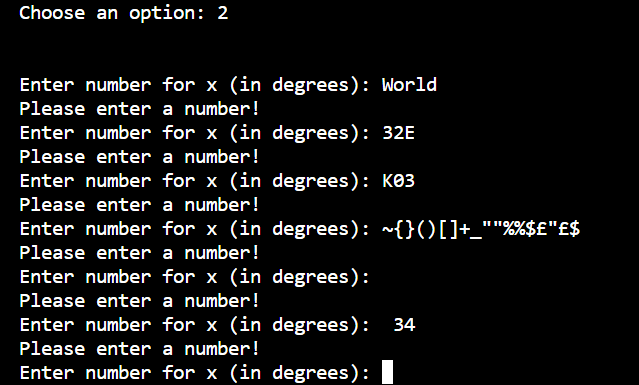 Choose an option: 2
Enter number for x (in degrees): World
Please enter a number!
Enter number for x (in degrees): 32E
Please enter a number!
Enter number for x (in degrees): K03
Please enter a number!
Enter number for x (in degrees): ~{}()[]+_""%%$£"£$
Please enter a number!
Enter number for x (in degrees):
Please enter a number!
Enter number for x (in degrees):  34
Please enter a number!
Enter number for x (in degrees):